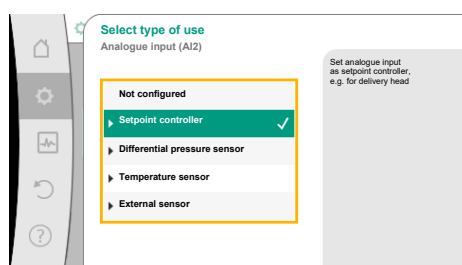 Select type of use
Analogue input (AI2)
Set analogue input
as setpoint controller,
e.g. for delivery head
Not configured
Setpoint controller
Differential pressure sensor
Temperature sensor
External sensor
?